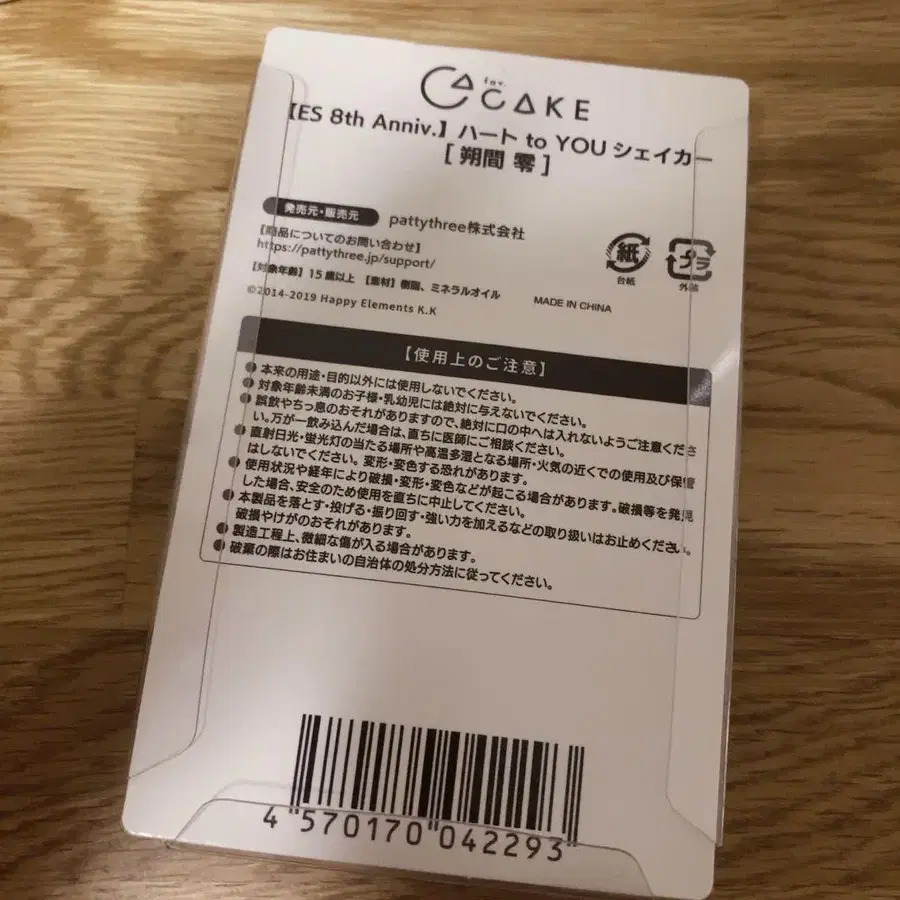 for.
CACAKE
【ES 8th Anniv.】ハート to YOU シェイカー
[ 朔間 零 ]
発売元・販売元 pattythree株式会社
【商品についてのお問い合わせ】
https://pattythree.jp/support/
【対象年齢】15歳以上 【素材】樹脂、ミネラルオイル
©2014-2019 Happy Elements K.K
MADE IN CHINA
紙
台紙
プラ
外装
【使用上のご注意】
●本来の用途・目的以外には使用しないでください。
●対象年齢未満のお子様・乳幼児には絶対に与えないでください。
●誤飲やちっ息のおそれがありますので、絶対に口の中へは入れないようご注意くださ
い。万が一飲み込んだ場合は、直ちに医師にご相談ください。
●直射日光・蛍光灯の当たる場所や高温多湿となる場所・火気の近くでの使用及び保管
はしないでください。変形・変色する恐れがあります。
●使用状況や経年により破損・変形・変色などが起こる場合があります。破損等を発見
した場合、安全のため使用を直ちに中止してください。
●本製品を落とす・投げる・振り回す・強い力を加えるなどの取り扱いはお止めください。
破損やけがのおそれがあります。
●製造工程上、微細な傷が入る場合があります。
●破棄の際はお住まいの自治体の処分方法に従ってください。
4 570170 042293